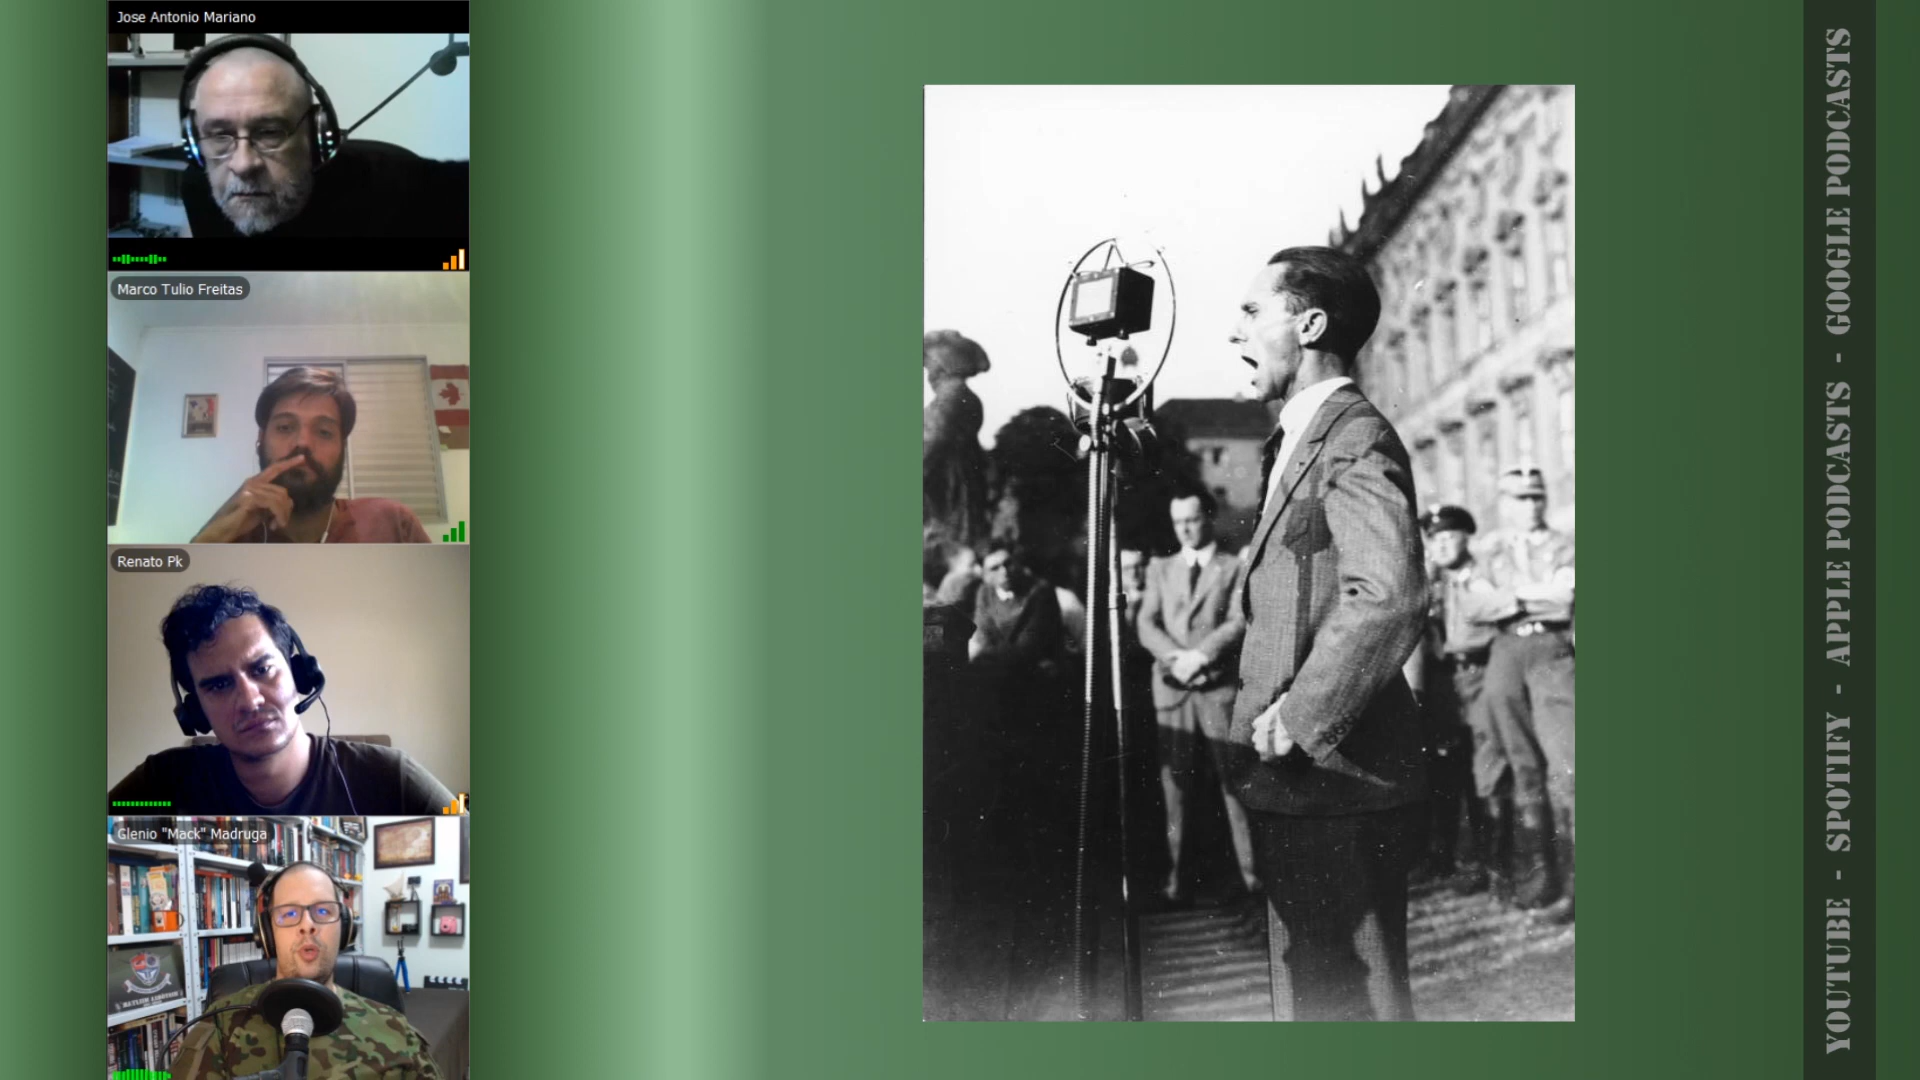 Jose Antonio Mariano
Marco Tulio Freitas
Renato Pk
Glenio "Mack" Madruga
YOUTUBE - SPOTIFY - APPLE PODCASTS - GOOGLE PODCASTS